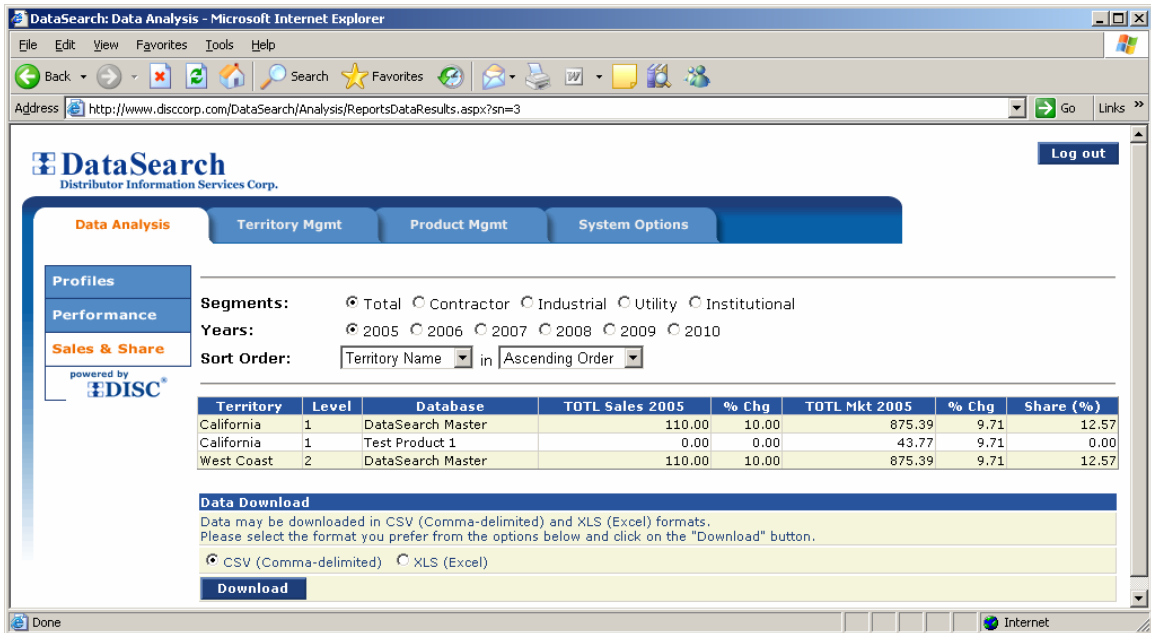 DataSearch: Data Analysis - Microsoft Internet Explorer
File Edit View Favorites Tools Help
Back Search Favorites W
Address http://www.disccorp.com/DataSearch/Analysis/ReportsDataResults.aspx?sn=3 Go Links »
DataSearch
Distributor Information Services Corp.
Log out
Data Analysis Territory Mgmt Product Mgmt System Options
Profiles
Performance
Sales & Share
powered by
DISC®
Segments: Total Contractor Industrial Utility Institutional
Years: 2005 2006 2007 2008 2009 2010
Sort Order: Territory Name in Ascending Order
Territory Level Database TOTL Sales 2005 % Chg TOTL Mkt 2005 % Chg Share (%)
California 1 DataSearch Master 110.00 10.00 875.39 9.71 12.57
California 1 Test Product 1 0.00 0.00 43.77 9.71 0.00
West Coast 2 DataSearch Master 110.00 10.00 875.39 9.71 12.57
Data Download
Data may be downloaded in CSV (Comma-delimited) and XLS (Excel) formats.
Please select the format you prefer from the options below and click on the "Download" button.
CSV (Comma-delimited) XLS (Excel)
Download
Done Internet